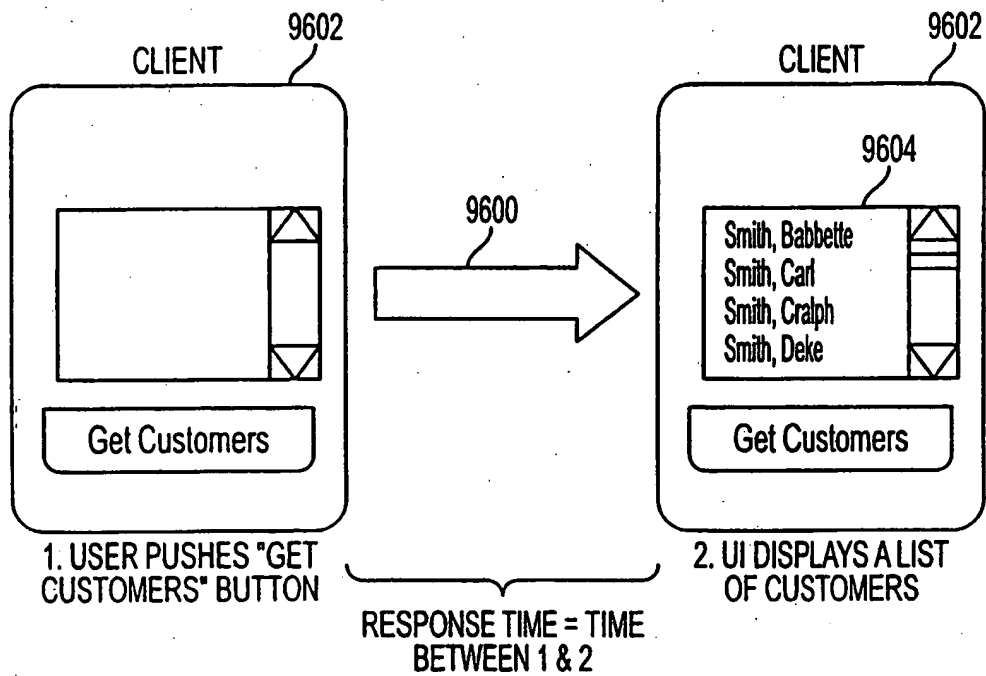 9602
CLIENT
Get Customers
1. USER PUSHES "GET
CUSTOMERS" BUTTON
9600
RESPONSE TIME = TIME
BETWEEN 1 & 2
9602
CLIENT
9604
Smith, Babbette
Smith, Carl
Smith, Cralph
Smith, Deke
Get Customers
2. UI DISPLAYS A LIST
OF CUSTOMERS